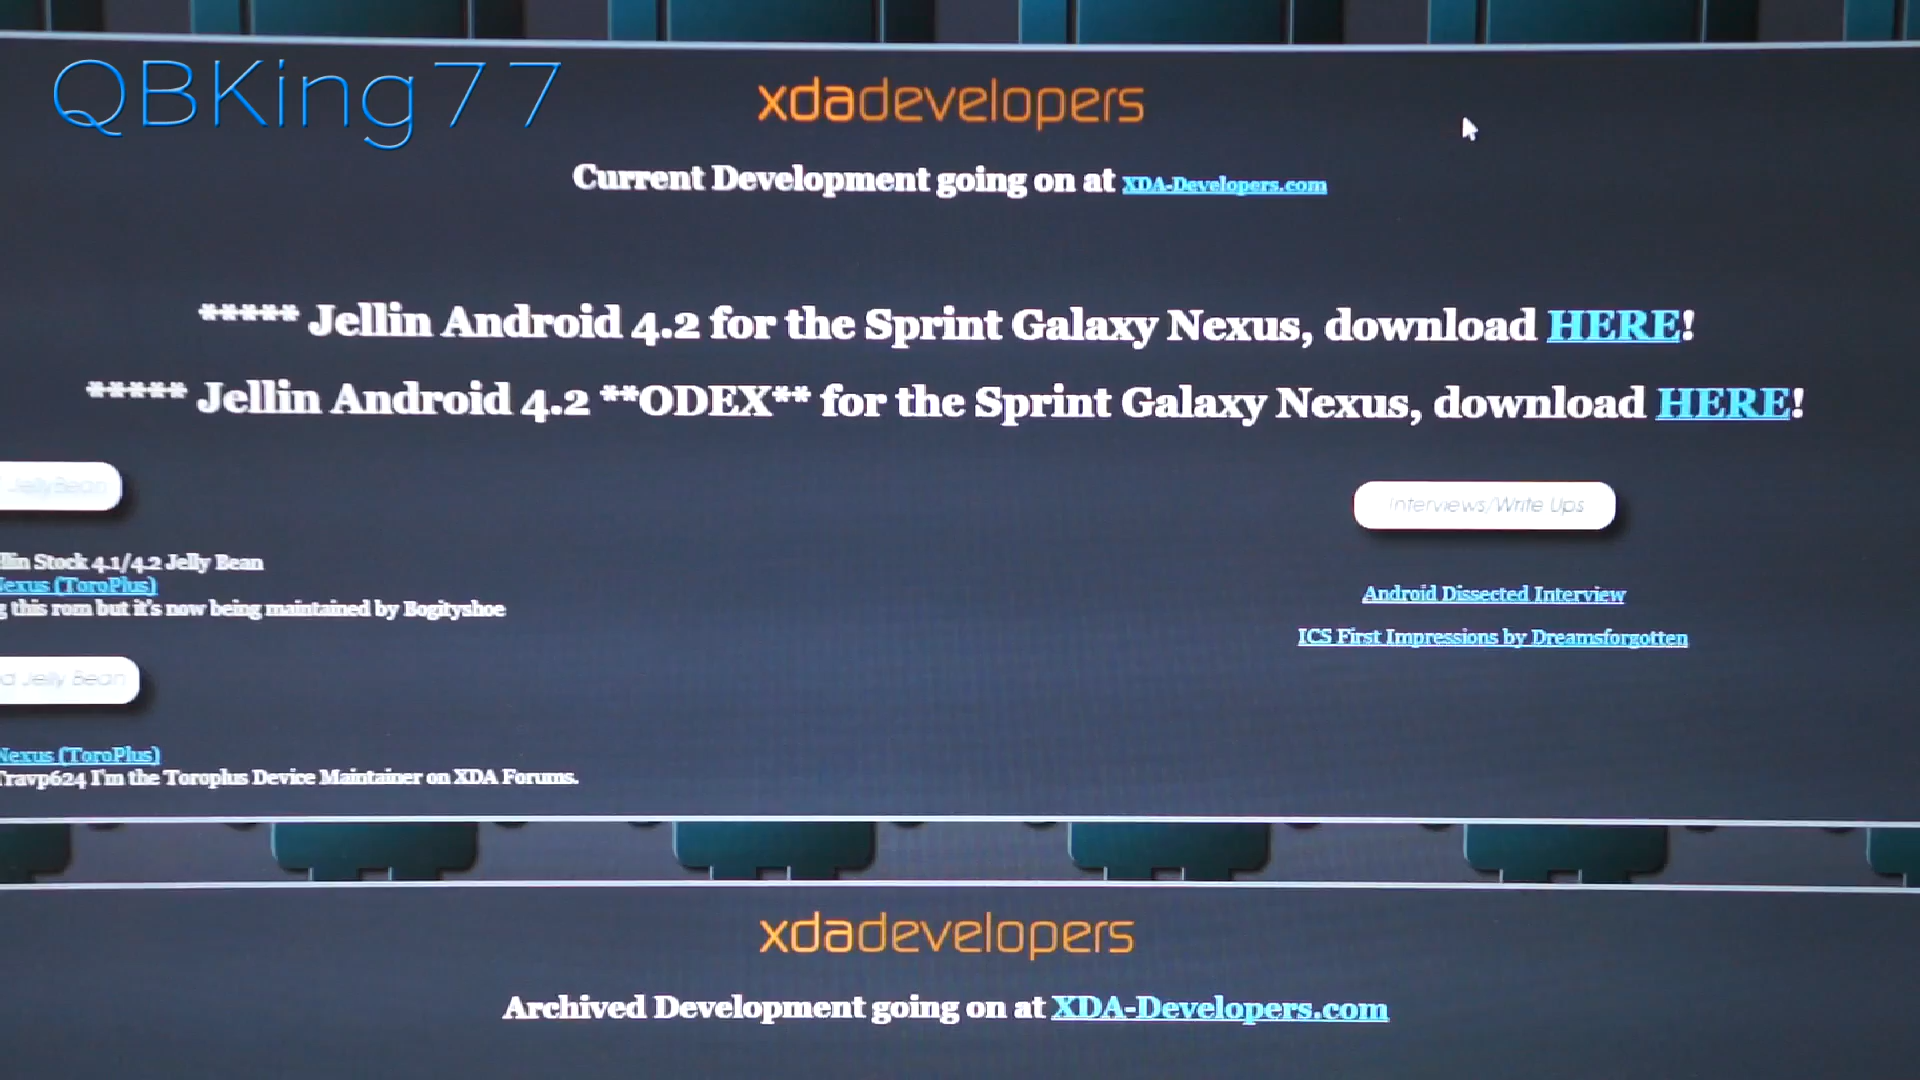 QBKing77
xdadevelopers
Current Development going on at XDA-Developers.com
***** Jellin Android 4.2 for the Sprint Galaxy Nexus, download HERE!
***** Jellin Android 4.2 **ODEX** for the Sprint Galaxy Nexus, download HERE!
JellyBean
Interviews/Write Ups
llin Stock 4.1/4.2 Jelly Bean
Nexus (ToroPlus)
g this rom but it's now being maintained by Bogityshoe
Android Dissected Interview
ICS First Impressions by Dreamsforgotten
a Jelly Bean
Nexus (ToroPlus)
Travp624 I'm the Toroplus Device Maintainer on XDA Forums.
xdadevelopers
Archived Development going on at XDA-Developers.com